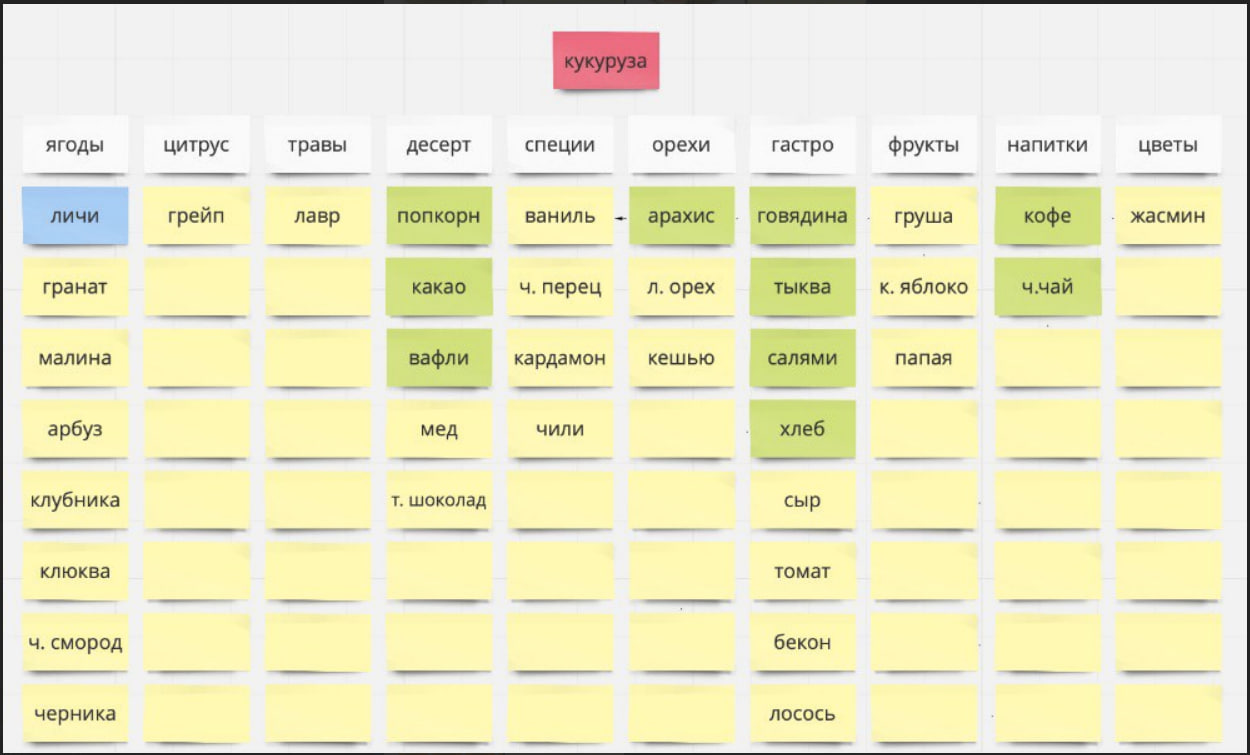 кукуруза
ягоды цитрус травы десерт специи орехи гастро фрукты напитки цветы
личи грейп лавр попкорн ваниль арахис говядина груша кофе жасмин
гранат какао ч. перец л. орех тыква к. яблоко ч.чай
малина вафли кардамон кешью салями папая
арбуз мед чили хлеб
клубника т. шоколад сыр
клюква томат
ч. смород бекон
черника лосось